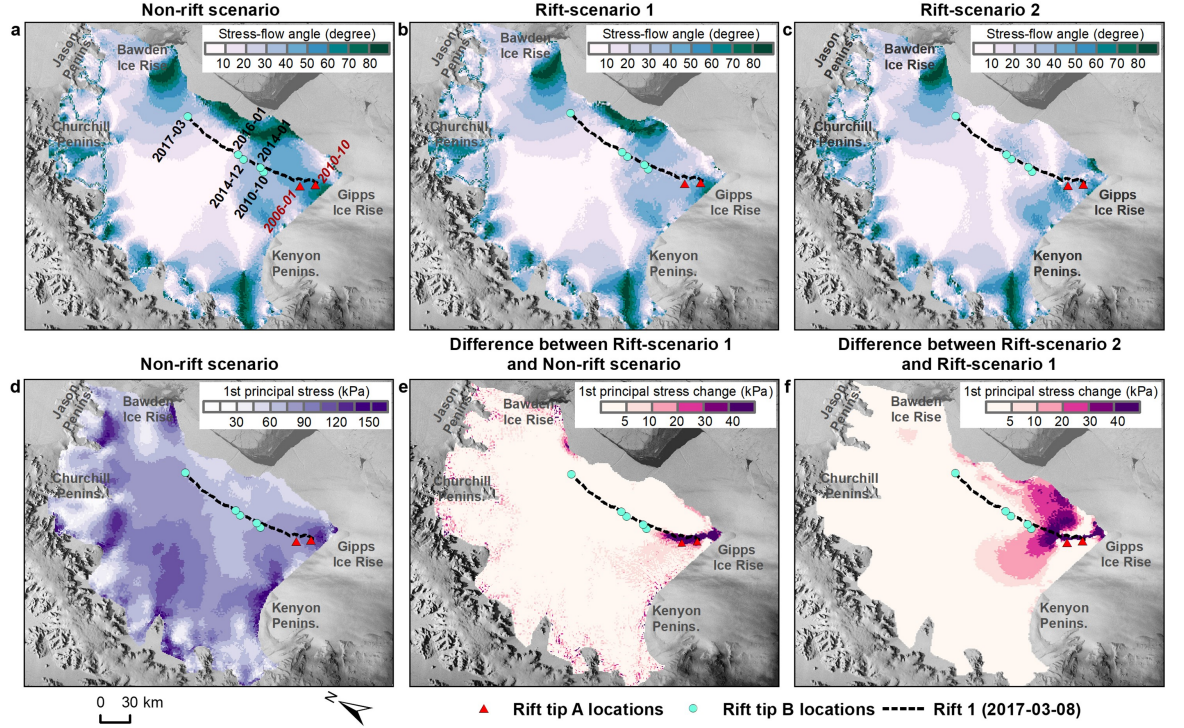 Non-rift scenario
Rift-scenario 1
Rift-scenario 2
a
Jason
Penins.
Bawden
Ice Rise
Stress-flow angle (degree)
10 20 30 40 50 60 70 80
Churchill
Penins.
2017-03
2016-01
2014-01
2014-12
2010-10
2006-01
2010-10
Gipps
Ice Rise
Kenyon
Penins.
b
Jason
Penins.
Bawden
Ice Rise
Stress-flow angle (degree)
10 20 30 40 50 60 70 80
Churchill
Penins.
Gipps
Ice Rise
Kenyon
Penins.
c
Jason
Penins.
Bawden
Ice Rise
Stress-flow angle (degree)
10 20 30 40 50 60 70 80
Churchill
Penins.
Gipps
Ice Rise
Kenyon
Penins.
Non-rift scenario
Difference between Rift-scenario 1
and Non-rift scenario
Difference between Rift-scenario 2
and Rift-scenario 1
d
Jason
Penins.
Bawden
Ice Rise
1st principal stress (kPa)
30 60 90 120 150
Churchill
Penins.
Gipps
Ice Rise
Kenyon
Penins.
e
Jason
Penins.
Bawden
Ice Rise
1st principal stress change (kPa)
5 10 20 30 40
Churchill
Penins.
Gipps
Ice Rise
Kenyon
Penins.
f
Jason
Penins.
Bawden
Ice Rise
1st principal stress change (kPa)
5 10 20 30 40
Churchill
Penins.
Gipps
Ice Rise
Kenyon
Penins.
0 30 km
N
Rift tip A locations
Rift tip B locations
Rift 1 (2017-03-08)